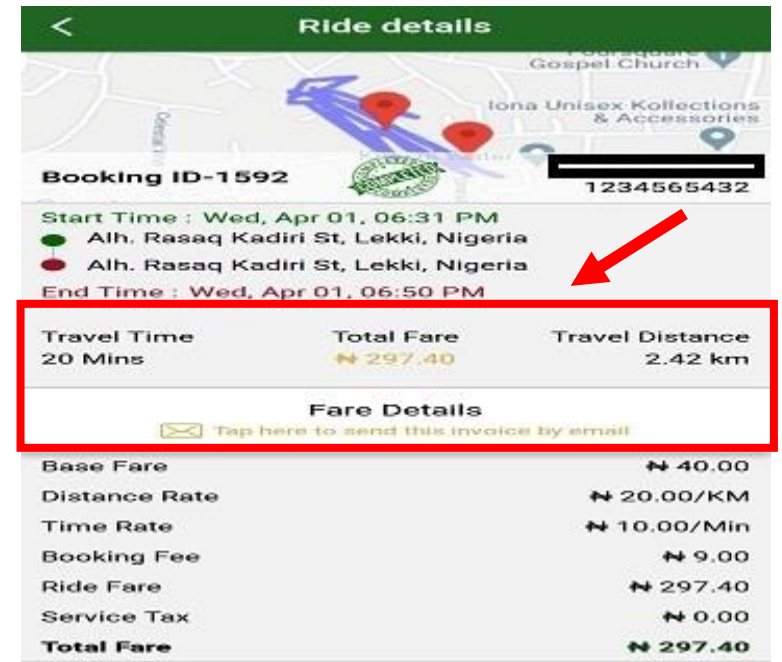 < Ride details
Gospel Church
Iona Unisex Kollections
& Accessories
Booking ID-1592
1234565432
Start Time : Wed, Apr 01, 06:31 PM
Alh. Rasaq Kadiri St, Lekki, Nigeria
Alh. Rasaq Kadiri St, Lekki, Nigeria
End Time : Wed, Apr 01, 06:50 PM
Travel Time Total Fare Travel Distance
20 Mins ₦ 297.40 2.42 km
Fare Details
Tap here to send this invoice by email
Base Fare ₦ 40.00
Distance Rate ₦ 20.00/KM
Time Rate ₦ 10.00/Min
Booking Fee ₦ 9.00
Ride Fare ₦ 297.40
Service Tax ₦ 0.00
Total Fare ₦ 297.40